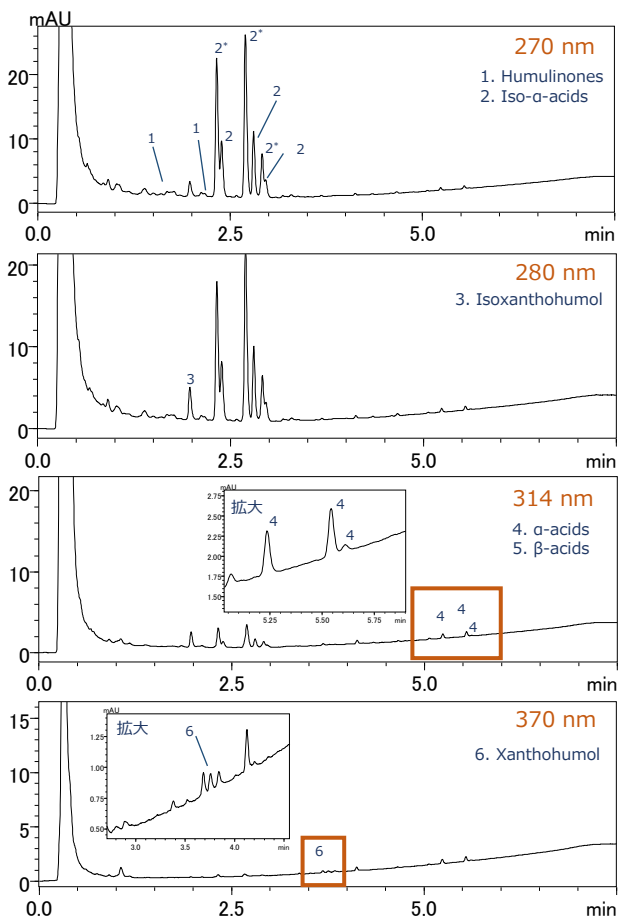 mAU
270 nm
1. Humulinones
2. Iso-α-acids
2* 2*
20
2
10
1 1 2 2* 2
0
0.0 2.5 5.0 min
280 nm
20
3. Isoxanthohumol
10
3
0
0.0 2.5 5.0 min
314 nm
4. α-acids
5. β-acids
20
mAU
拡大
2.75
2.50
2.25
2.00
1.75
1.50
4 4 4
5.25 5.50 5.75 min
10
4 4 4
0
0.0 2.5 5.0 min
370 nm
6. Xanthohumol
15
mAU
拡大
6
1.25
1.00
0.75
0.50
3.0 3.5 4.0 min
10
5
6
0
0.0 2.5 5.0 min